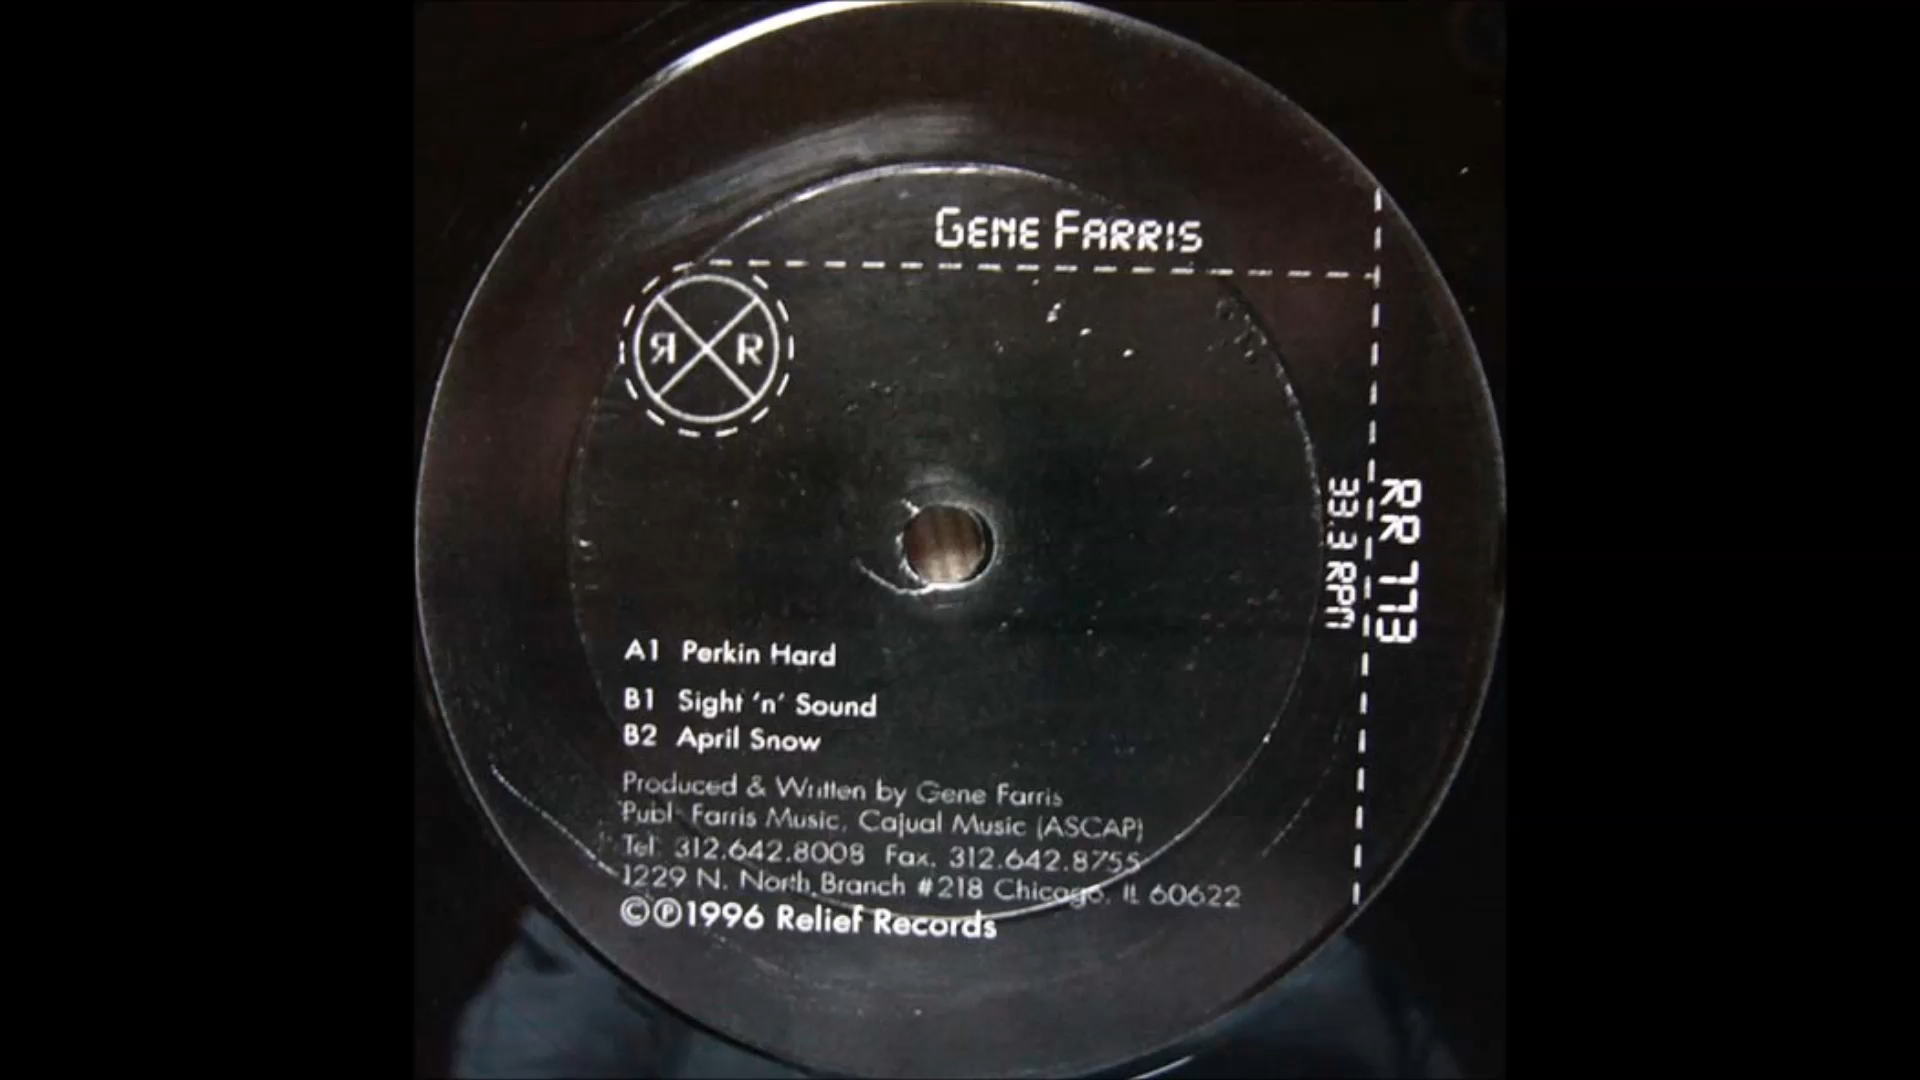 GENE FARRIS
R R
RR 773
33.3 RPM
A1 Perkin Hard
B1 Sight 'n' Sound
B2 April Snow
Produced & Written by Gene Farris
Publ. Farris Music, Cajual Music (ASCAP)
Tel. 312.642.8008 Fax. 312.642.8755
1229 N. North Branch #218 Chicago, IL 60622
©℗1996 Relief Records